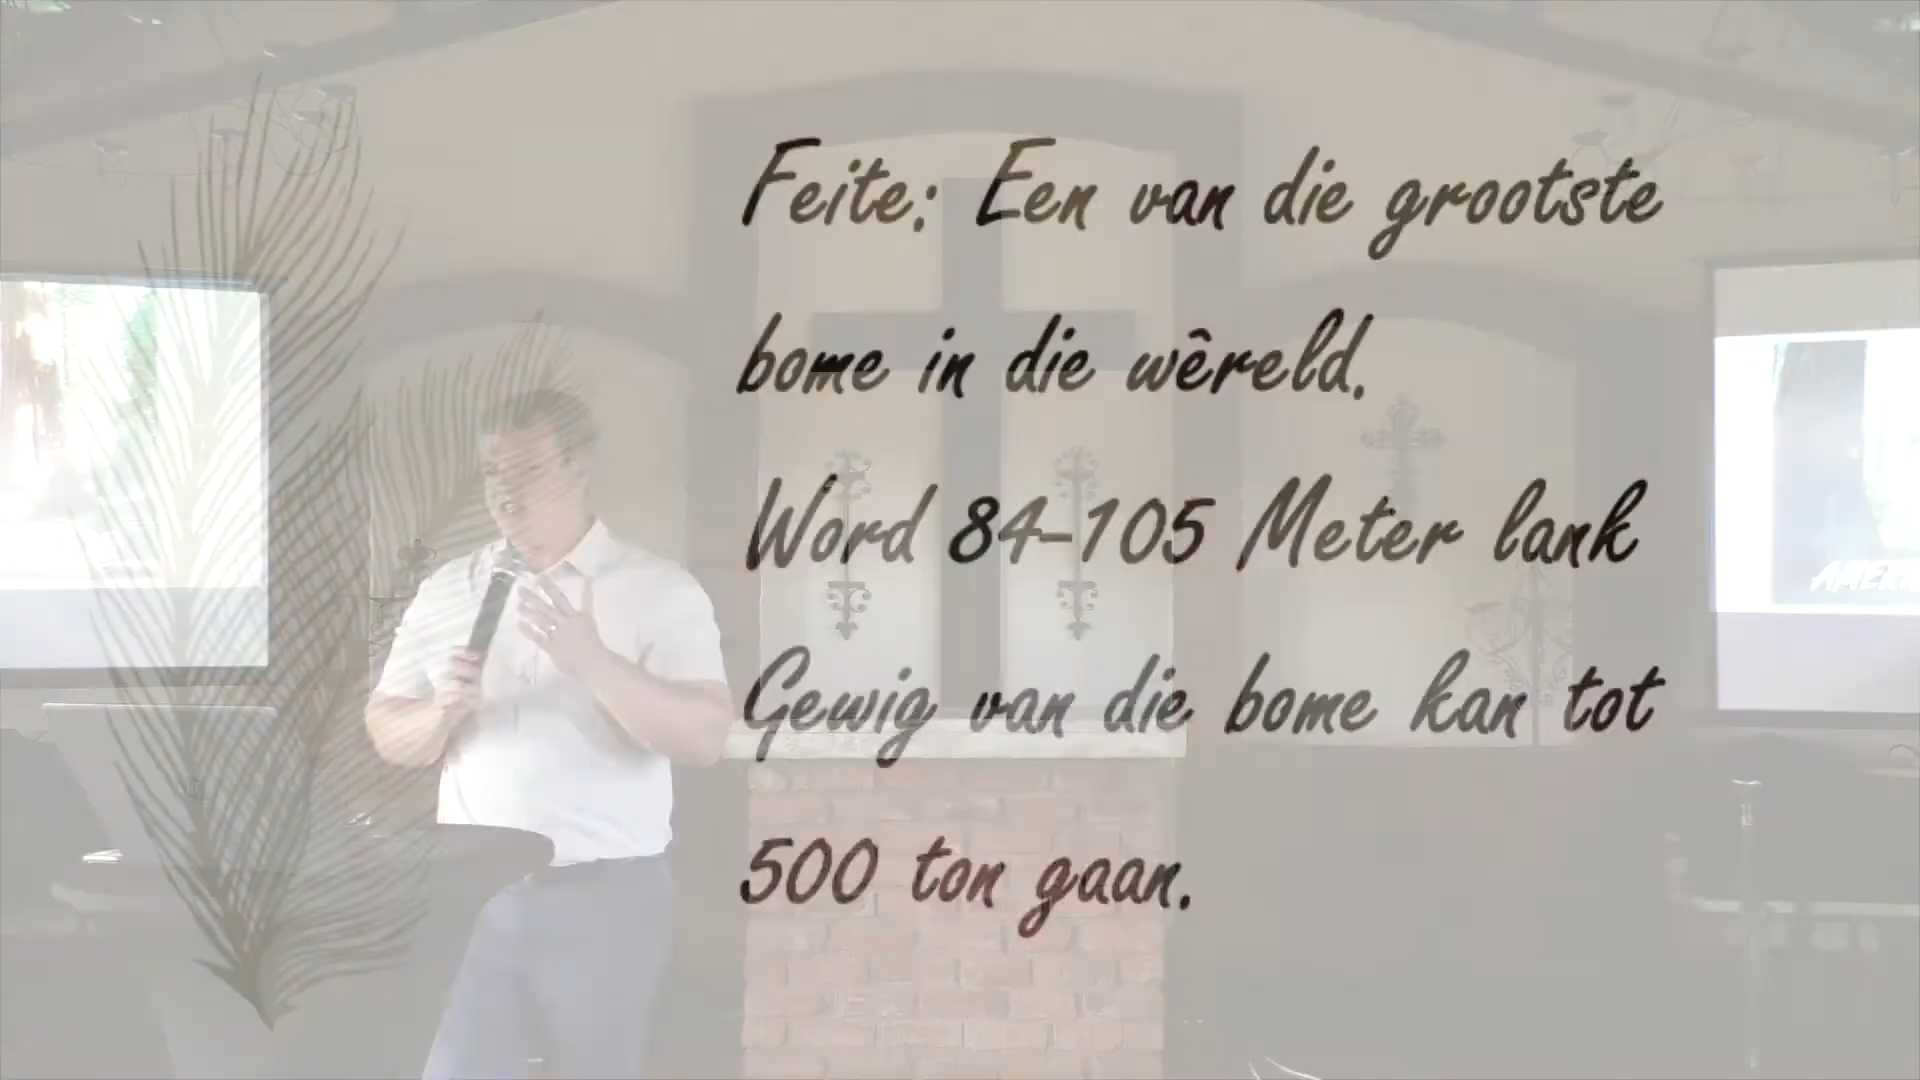 Feite: Een van die grootste
bome in die wêreld.
Word 84-105 Meter lank
Gewig van die bome kan tot
500 ton gaan.